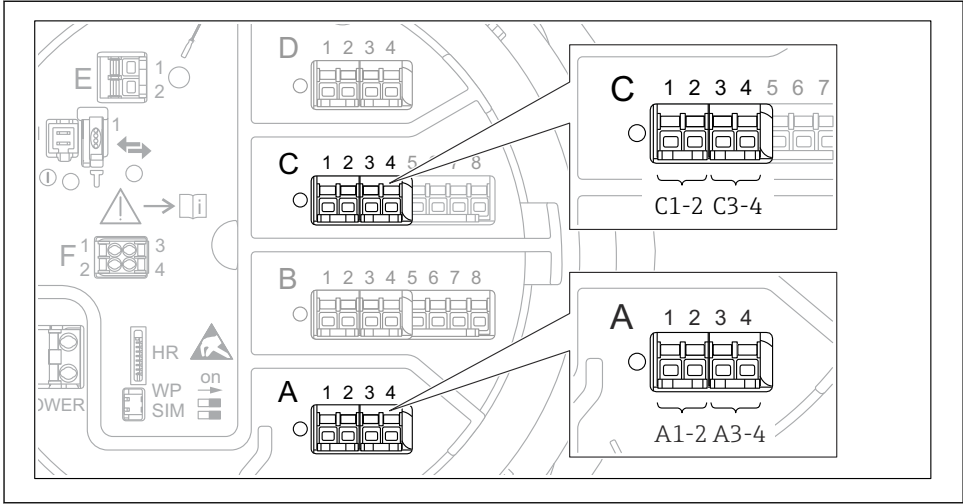 D 1 2 3 4
E 1
2
1
C 1 2 3 4 5 6 7 8
i
F 1 3
2 4
B 1 2 3 4 5 6 7 8
HR
WP
SIM
on
A 1 2 3 4
C 1 2 3 4 5 6 7
C1-2 C3-4
A 1 2 3 4
A1-2 A3-4